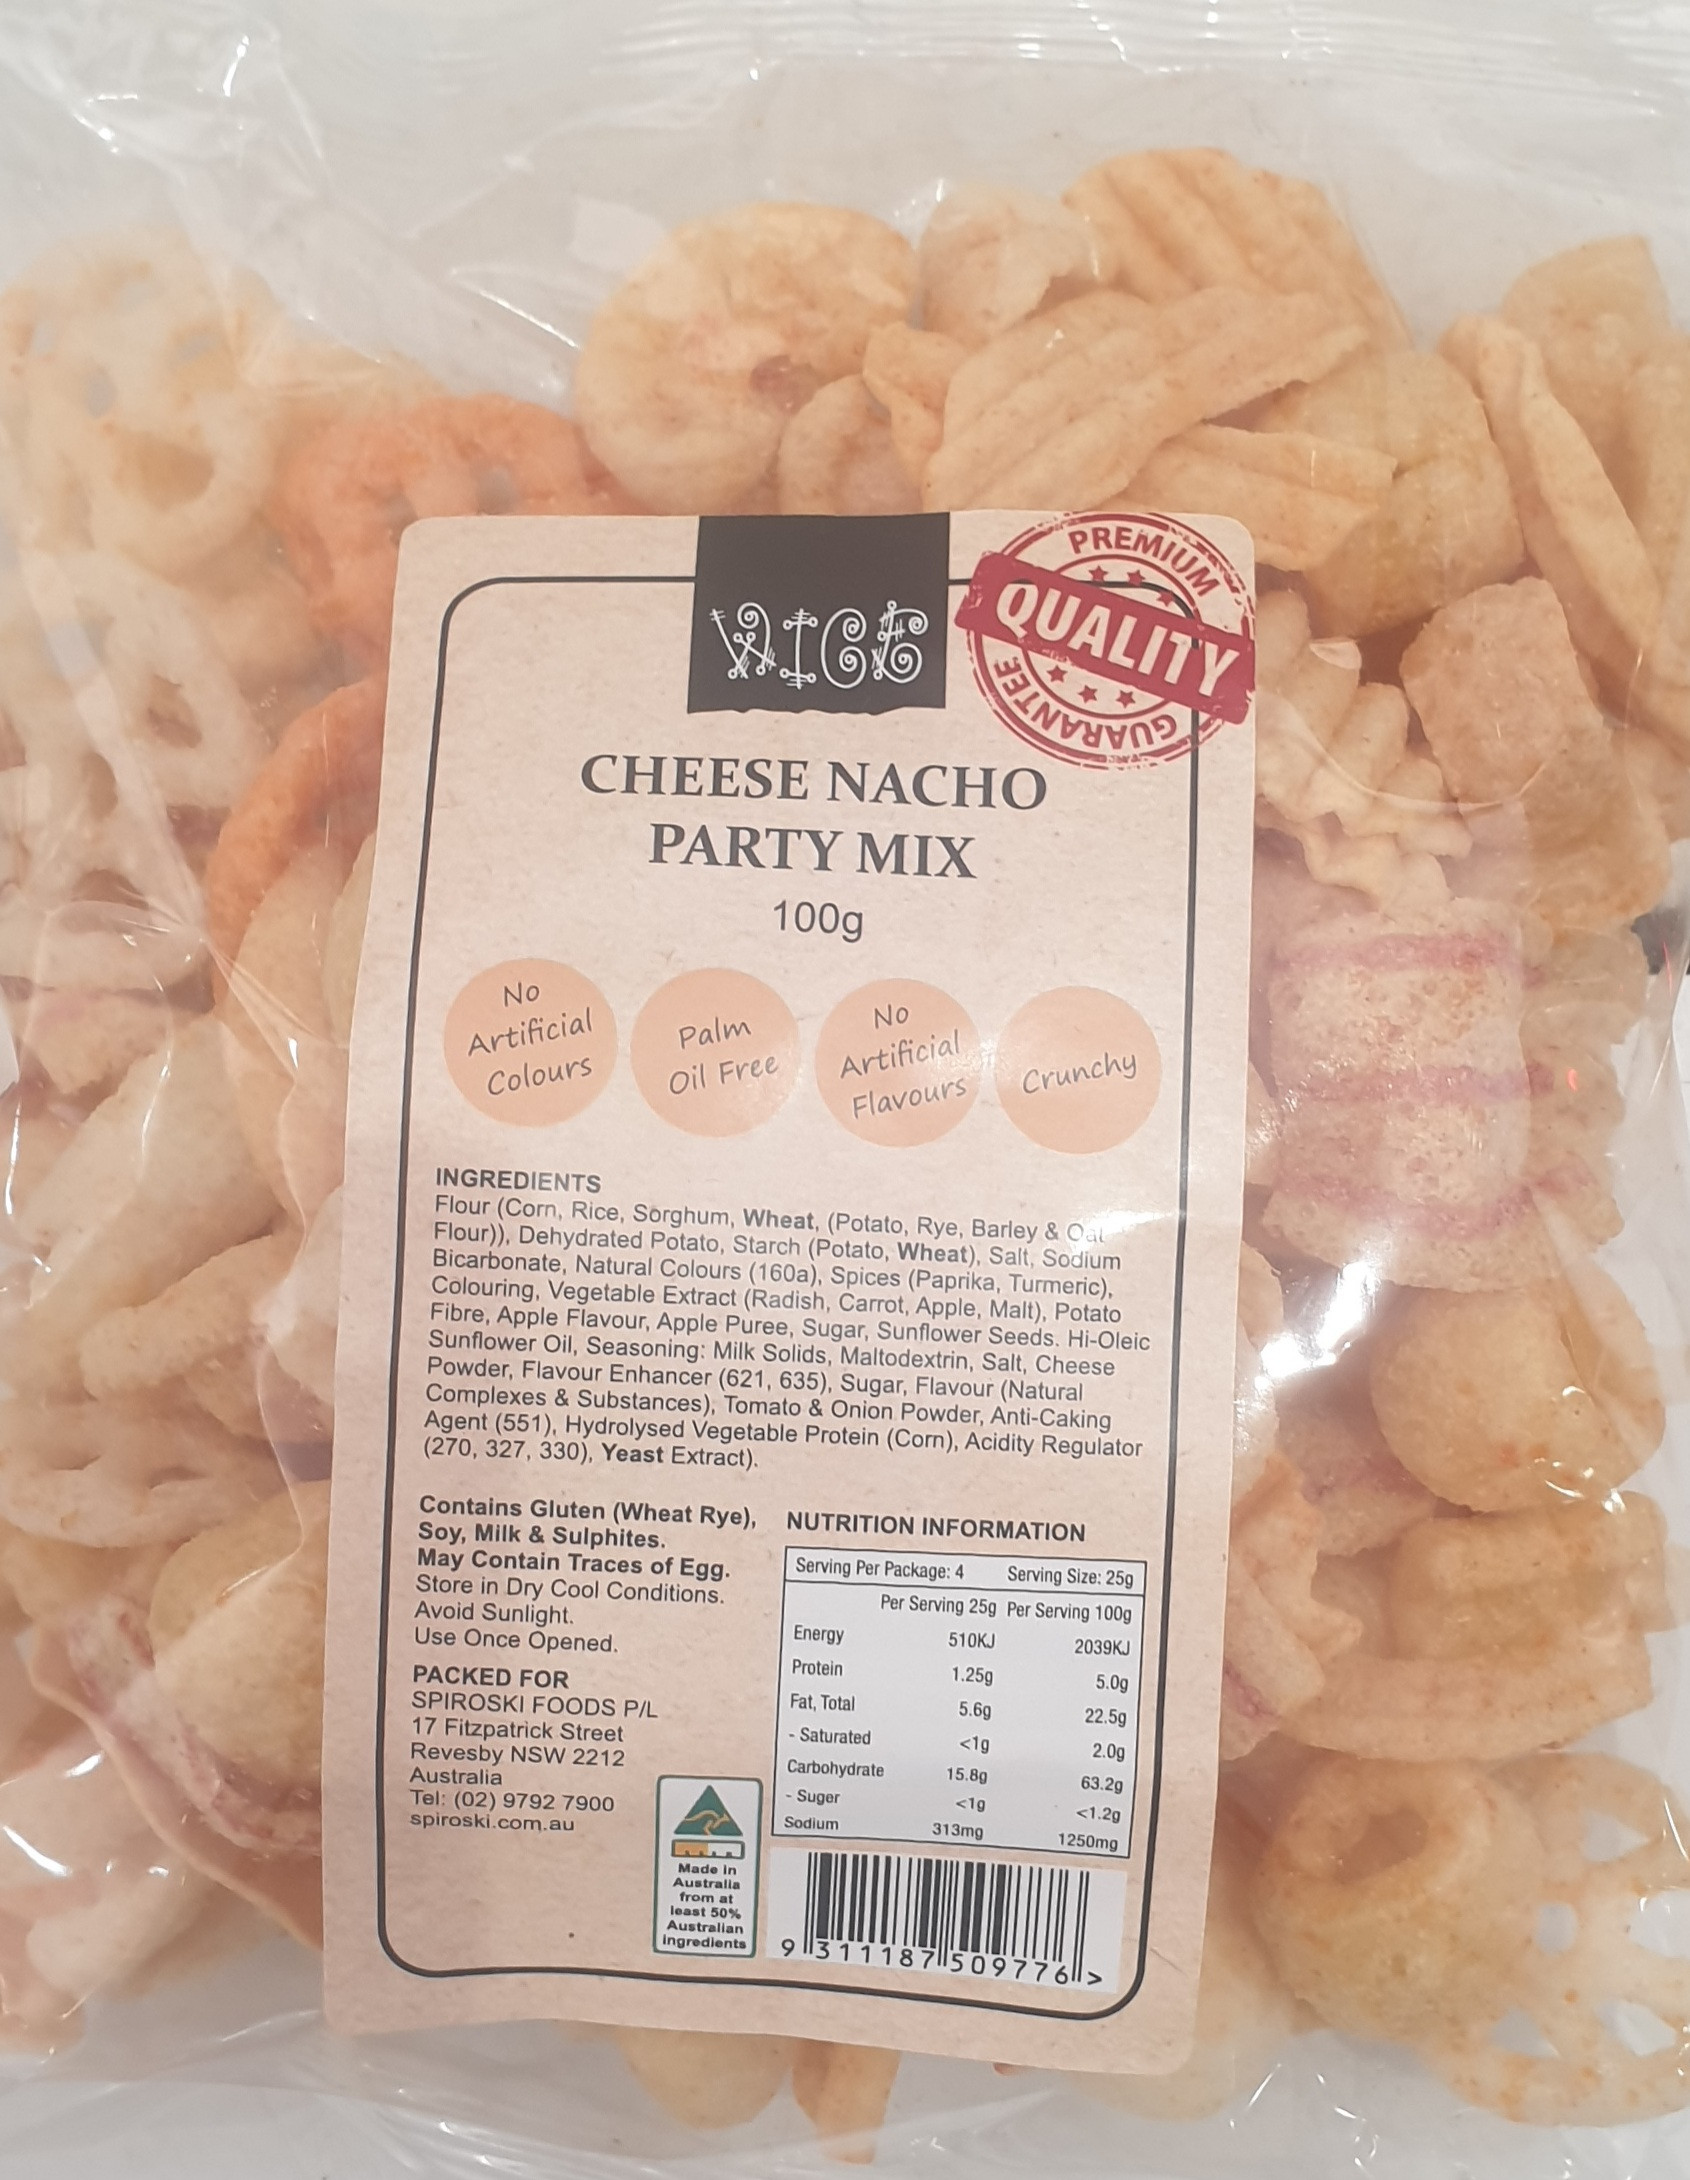 WICE
PREMIUM
QUALITY
GUARANTEE
CHEESE NACHO
PARTY MIX
100g
No
Artificial
Colours
Palm
Oil Free
No
Artificial
Flavours
Crunchy
INGREDIENTS
Flour (Corn, Rice, Sorghum, Wheat, (Potato, Rye, Barley & Oat
Flour)), Dehydrated Potato, Starch (Potato, Wheat), Salt, Sodium
Bicarbonate, Natural Colours (160a), Spices (Paprika, Turmeric),
Colouring, Vegetable Extract (Radish, Carrot, Apple, Malt), Potato
Fibre, Apple Flavour, Apple Puree, Sugar, Sunflower Seeds. Hi-Oleic
Sunflower Oil, Seasoning: Milk Solids, Maltodextrin, Salt, Cheese
Powder, Flavour Enhancer (621, 635), Sugar, Flavour (Natural
Complexes & Substances), Tomato & Onion Powder, Anti-Caking
Agent (551), Hydrolysed Vegetable Protein (Corn), Acidity Regulator
(270, 327, 330), Yeast Extract).
Contains Gluten (Wheat Rye),
Soy, Milk & Sulphites.
May Contain Traces of Egg.
Store in Dry Cool Conditions.
Avoid Sunlight.
Use Once Opened.
PACKED FOR
SPIROSKI FOODS P/L
17 Fitzpatrick Street
Revesby NSW 2212
Australia
Tel: (02) 9792 7900
spiroski.com.au
Made in
Australia
from at
least 50%
Australian
ingredients
NUTRITION INFORMATION
Serving Per Package: 4 Serving Size: 25g
Per Serving 25g Per Serving 100g
Energy 510KJ 2039KJ
Protein 1.25g 5.0g
Fat, Total 5.6g 22.5g
- Saturated <1g 2.0g
Carbohydrate 15.8g 63.2g
- Suger <1g <1.2g
Sodium 313mg 1250mg
9 311187 509776 >